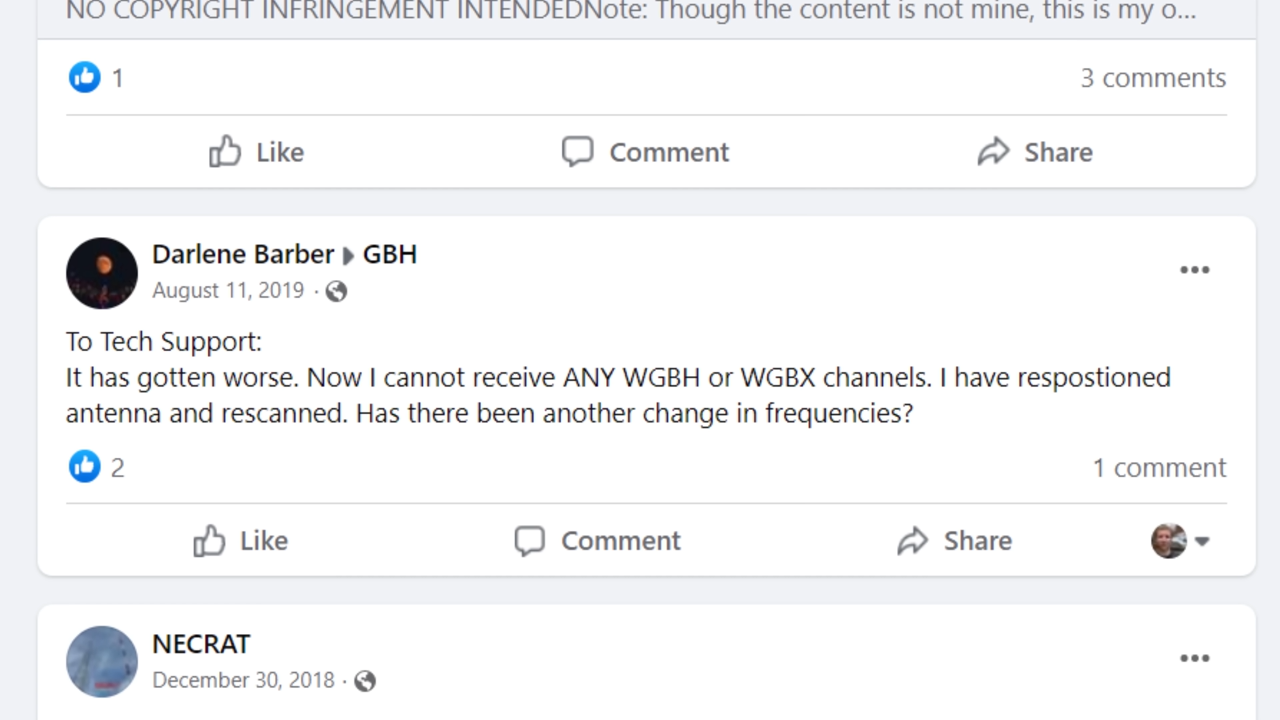 NO COPYRIGHT INFRINGEMENT INTENDEDNote: Though the content is not mine, this is my o...
1
3 comments
Like Comment Share
Darlene Barber GBH
August 11, 2019 ·
To Tech Support:
It has gotten worse. Now I cannot receive ANY WGBH or WGBX channels. I have respostioned
antenna and rescanned. Has there been another change in frequencies?
2
1 comment
Like Comment Share
NECRAT
December 30, 2018 ·